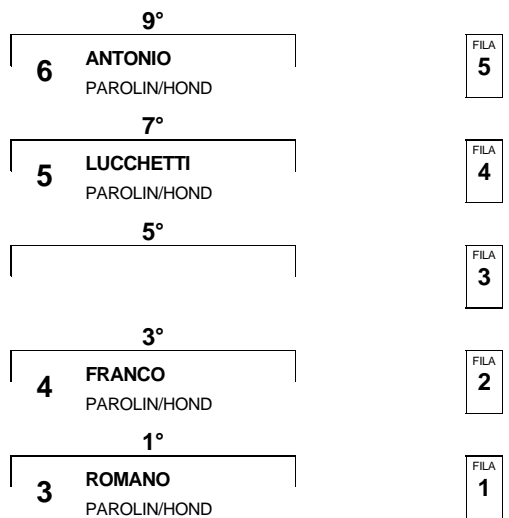 9°
6 ANTONIO
PAROLIN/HOND
FILA
5
7°
5 LUCCHETTI
PAROLIN/HOND
FILA
4
5°
FILA
3
3°
4 FRANCO
PAROLIN/HOND
FILA
2
1°
3 ROMANO
PAROLIN/HOND
FILA
1